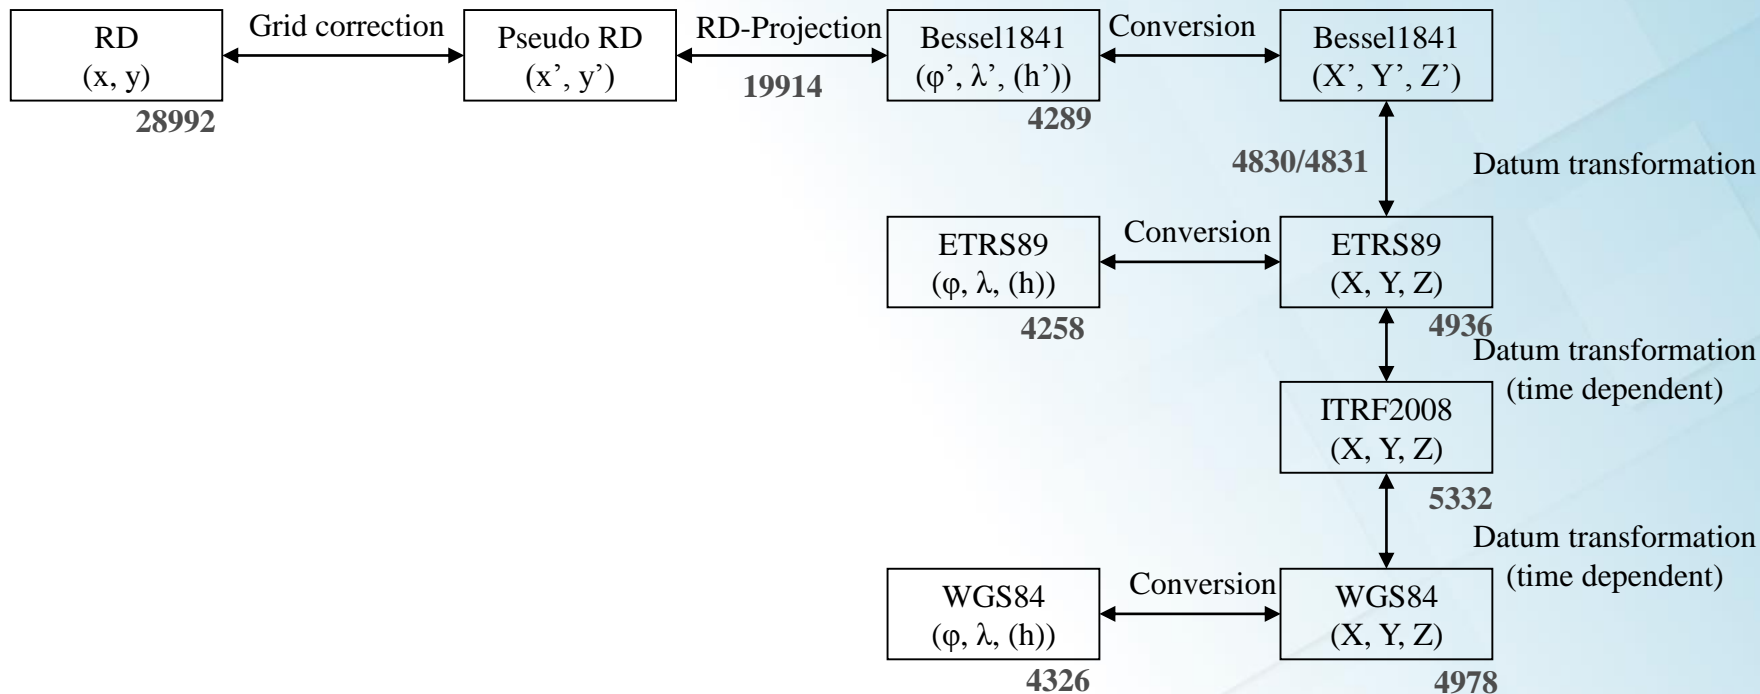 RD
(x, y)
28992
Grid correction
Pseudo RD
(x’, y’)
RD-Projection
19914
Bessel1841
(φ’, λ’, (h’))
4289
Conversion
Bessel1841
(X’, Y’, Z’)
4830/4831
Datum transformation
ETRS89
(φ, λ, (h))
4258
Conversion
ETRS89
(X, Y, Z)
4936
Datum transformation
(time dependent)
ITRF2008
(X, Y, Z)
5332
Datum transformation
(time dependent)
WGS84
(φ, λ, (h))
4326
Conversion
WGS84
(X, Y, Z)
4978